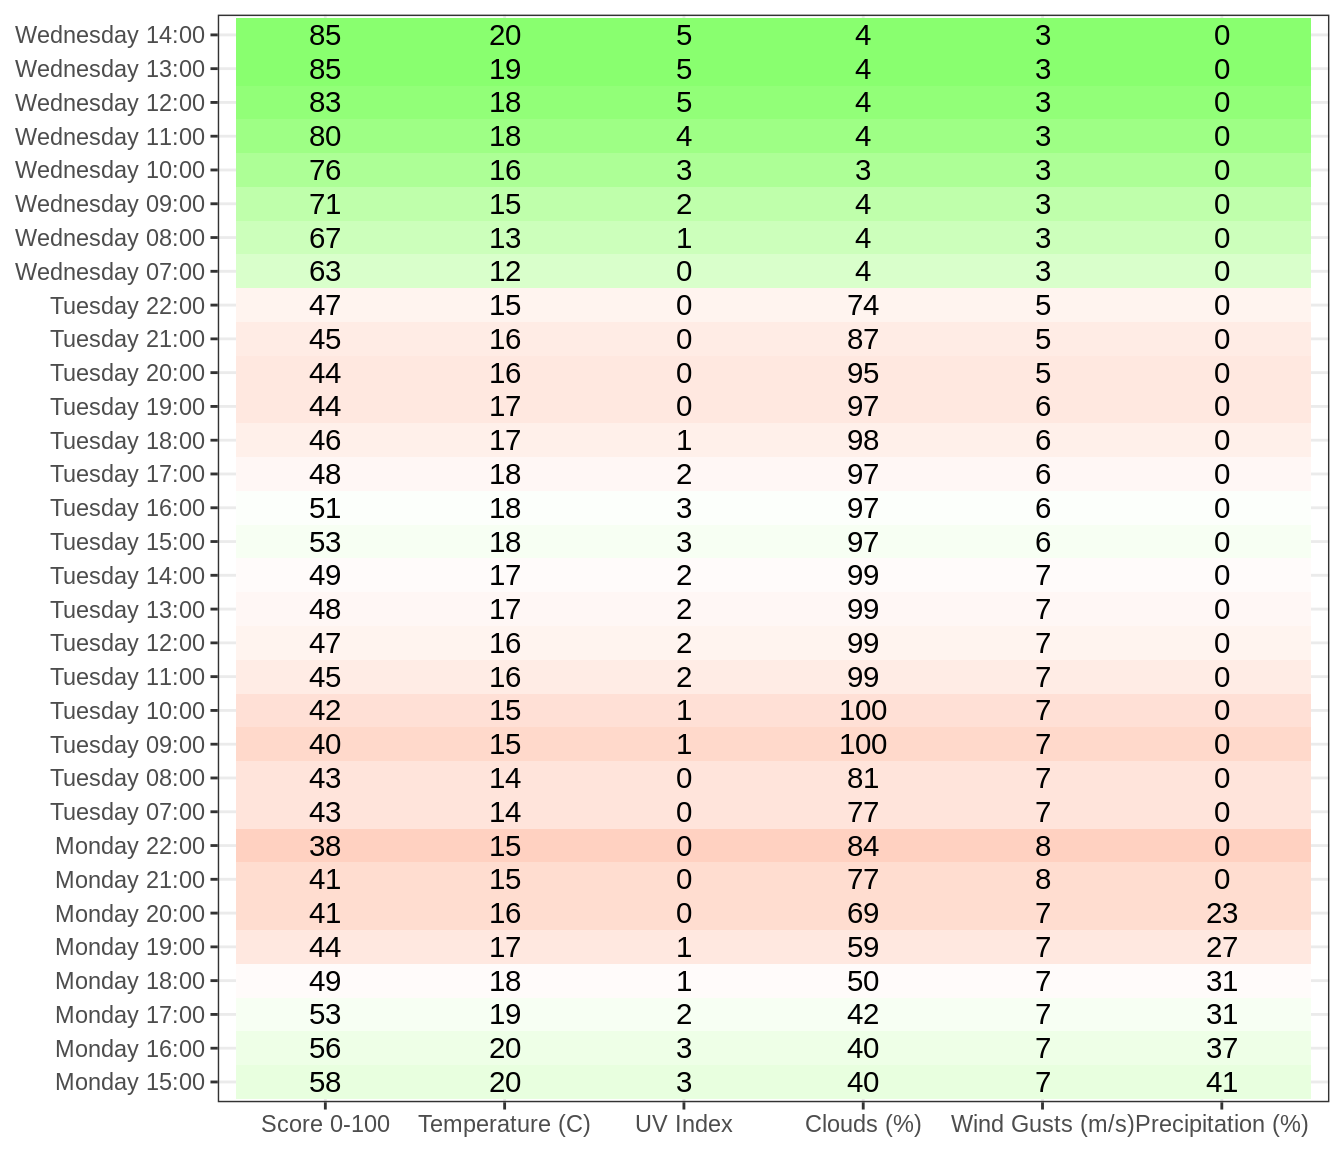 Wednesday 14:00 85 20 5 4 3 0
Wednesday 13:00 85 19 5 4 3 0
Wednesday 12:00 83 18 5 4 3 0
Wednesday 11:00 80 18 4 4 3 0
Wednesday 10:00 76 16 3 3 3 0
Wednesday 09:00 71 15 2 4 3 0
Wednesday 08:00 67 13 1 4 3 0
Wednesday 07:00 63 12 0 4 3 0
Tuesday 22:00 47 15 0 74 5 0
Tuesday 21:00 45 16 0 87 5 0
Tuesday 20:00 44 16 0 95 5 0
Tuesday 19:00 44 17 0 97 6 0
Tuesday 18:00 46 17 1 98 6 0
Tuesday 17:00 48 18 2 97 6 0
Tuesday 16:00 51 18 3 97 6 0
Tuesday 15:00 53 18 3 97 6 0
Tuesday 14:00 49 17 2 99 7 0
Tuesday 13:00 48 17 2 99 7 0
Tuesday 12:00 47 16 2 99 7 0
Tuesday 11:00 45 16 2 99 7 0
Tuesday 10:00 42 15 1 100 7 0
Tuesday 09:00 40 15 1 100 7 0
Tuesday 08:00 43 14 0 81 7 0
Tuesday 07:00 43 14 0 77 7 0
Monday 22:00 38 15 0 84 8 0
Monday 21:00 41 15 0 77 8 0
Monday 20:00 41 16 0 69 7 23
Monday 19:00 44 17 1 59 7 27
Monday 18:00 49 18 1 50 7 31
Monday 17:00 53 19 2 42 7 31
Monday 16:00 56 20 3 40 7 37
Monday 15:00 58 20 3 40 7 41
Score 0-100 Temperature (C) UV Index Clouds (%) Wind Gusts (m/s) Precipitation (%)